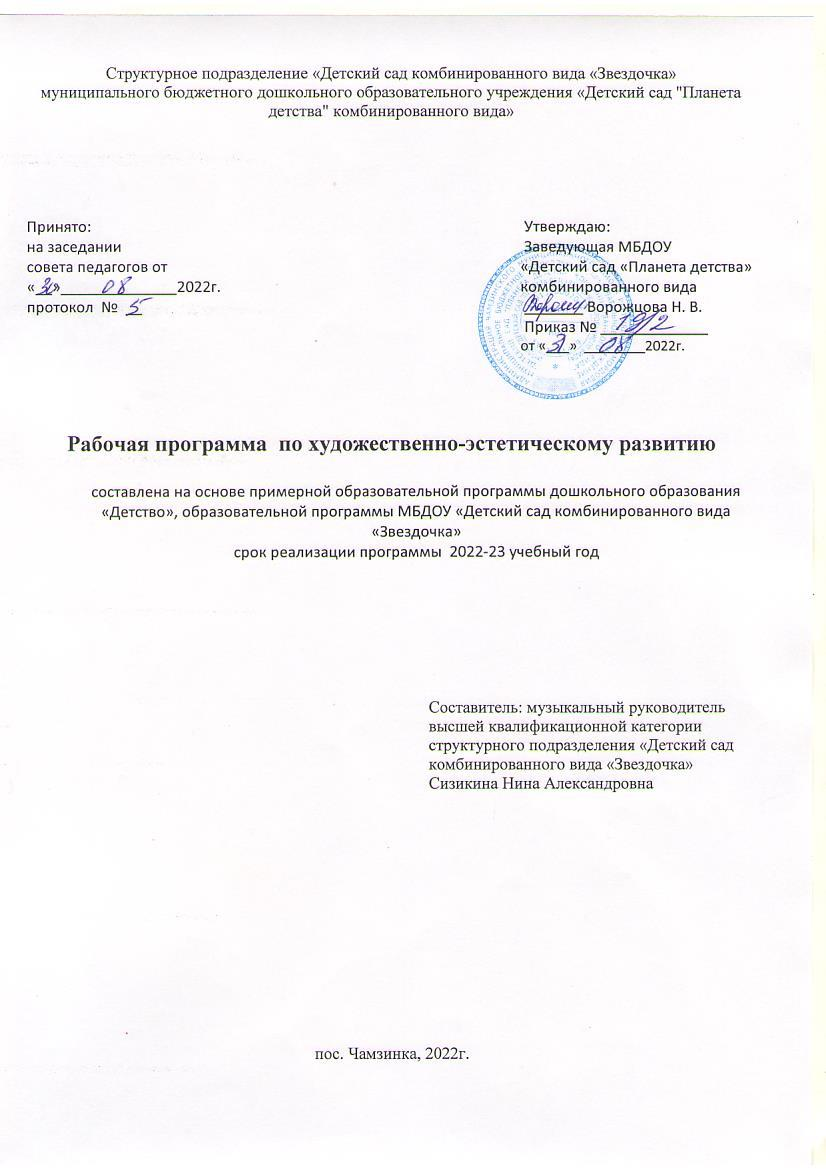 Структурное подразделение «Детский сад комбинированного вида «Звездочка»
муниципального бюджетного дошкольного образовательного учреждения «Детский сад "Планета
детства" комбинированного вида»
Принято:
на заседании
совета педагогов от
«30»______________2022г.
08
протокол № 5
Утверждаю:
Заведующая МБДОУ
«Детский сад «Планета детства»
комбинированного вида
_______ Ворожцова Н. В.
Приказ №
от «31» 08 2022г.
Рабочая программа по художественно-эстетическому развитию
составлена на основе примерной образовательной программы дошкольного образования
«Детство», образовательной программы МБДОУ «Детский сад комбинированного вида
«Звездочка»
срок реализации программы 2022-23 учебный год
Составитель: музыкальный руководитель
высшей квалификационной категории
структурного подразделения «Детский сад
комбинированного вида «Звездочка»
Сизикина Нина Александровна
пос. Чамзинка, 2022г.